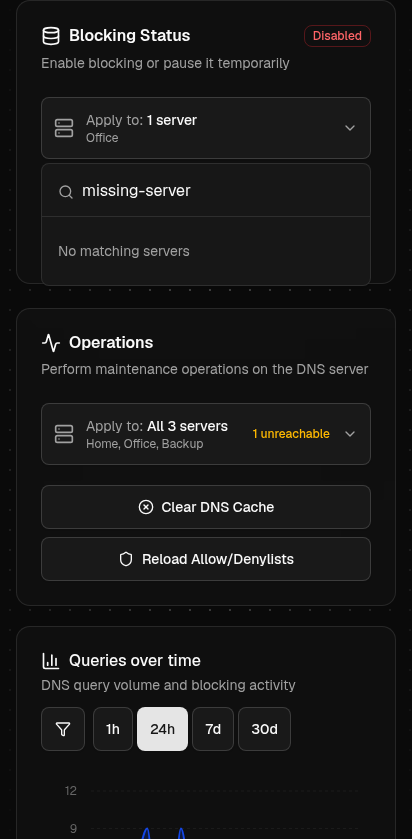 Blocking Status
Disabled
Enable blocking or pause it temporarily
Apply to: 1 server
Office
missing-server
No matching servers
Operations
Perform maintenance operations on the DNS server
Apply to: All 3 servers
1 unreachable
Home, Office, Backup
Clear DNS Cache
Reload Allow/Denylists
Queries over time
DNS query volume and blocking activity
1h
24h
7d
30d
12
9